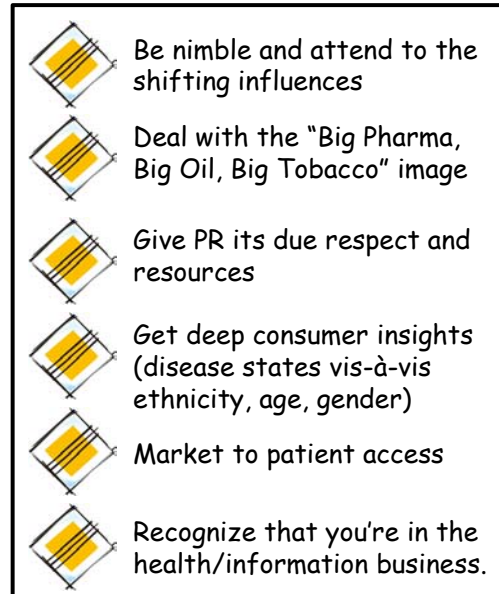 Be nimble and attend to the
shifting influences
Deal with the “Big Pharma,
Big Oil, Big Tobacco” image
Give PR its due respect and
resources
Get deep consumer insights
(disease states vis-à-vis
ethnicity, age, gender)
Market to patient access
Recognize that you’re in the
health/information business.